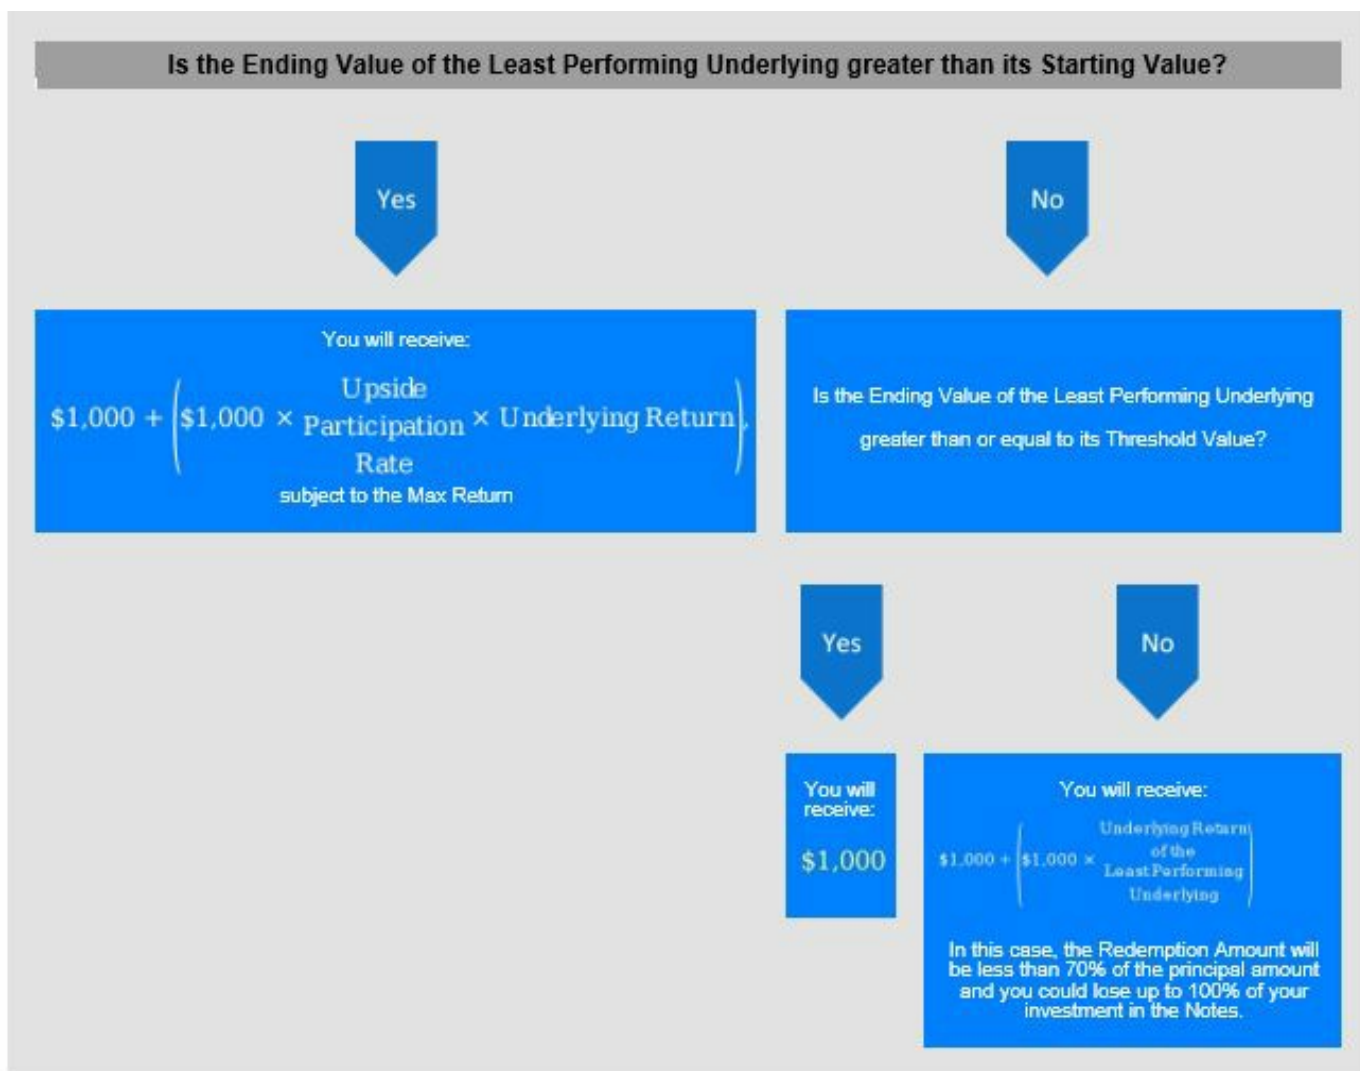 Is the Ending Value of the Least Performing Underlying greater than its Starting Value?
Yes
No
You will receive:
$1,000 + ($1,000 × Upside Participation Rate × Underlying Return),
subject to the Max Return
Is the Ending Value of the Least Performing Underlying
greater than or equal to its Threshold Value?
Yes
No
You will
receive:
$1,000
You will receive:
$1,000 + ($1,000 × Underlying Return of the Least Performing Underlying)
In this case, the Redemption Amount will
be less than 70% of the principal amount
and you could lose up to 100% of your
investment in the Notes.